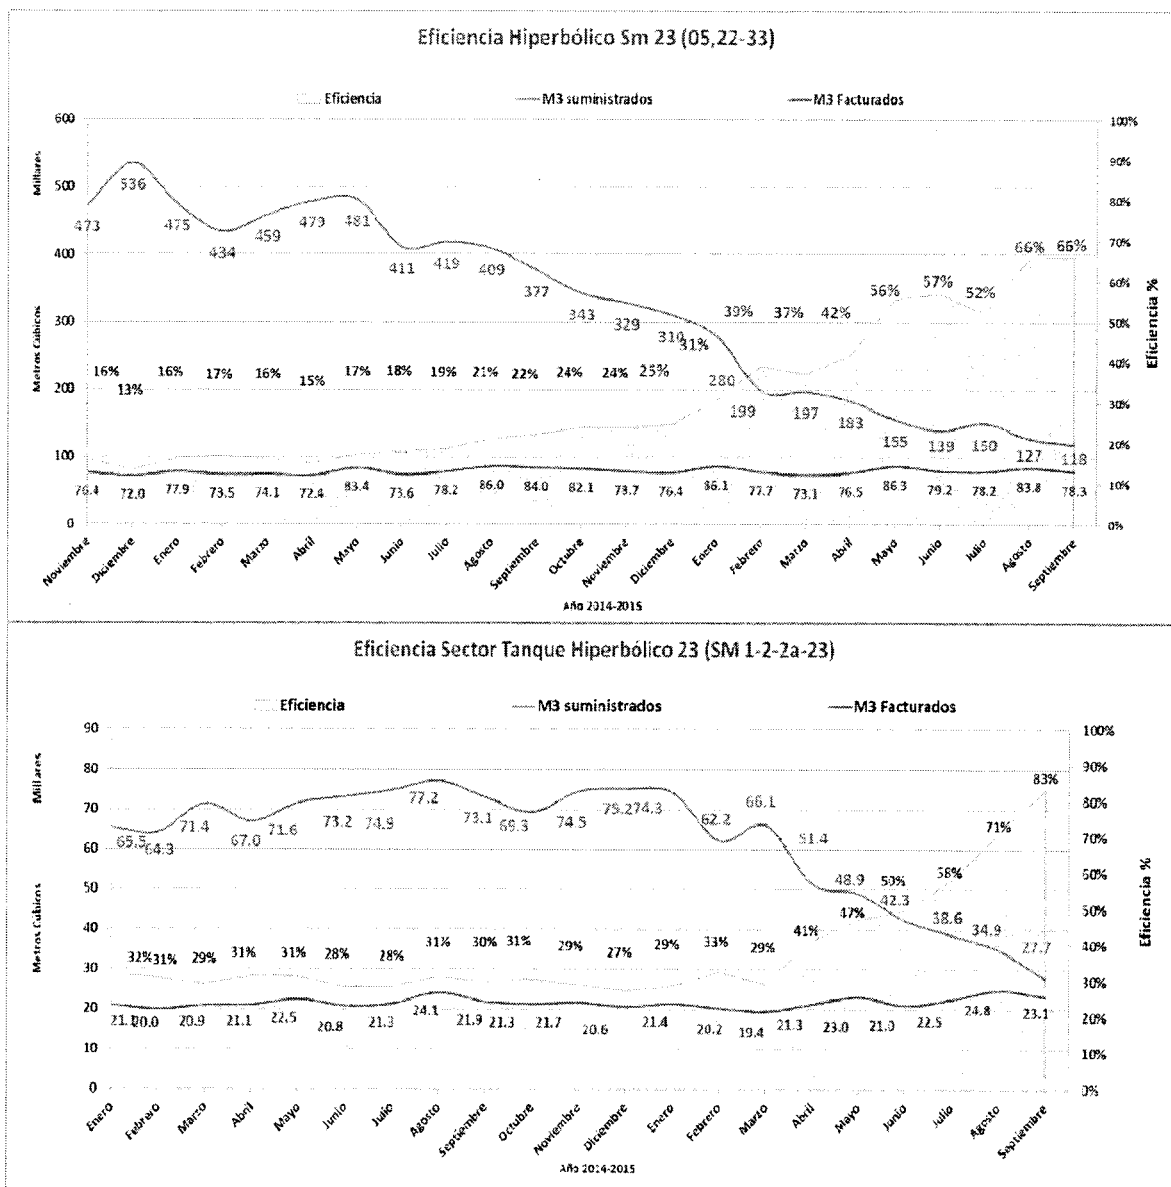 Eficiencia Hiperbólico Sm 23 (05,22-33)
Eficiencia M3 suministrados M3 Facturados
600 500 400 300 200 100 0
Millares
Metros Cúbicos
100% 90% 80% 70% 60% 50% 40% 30% 20% 10% 0%
Eficiencia %
473 536 475 434 459 479 481 411 419 409 377 343 329 310 280 199 197 183 155 139 150 127 118
16% 13% 16% 17% 16% 15% 17% 18% 19% 21% 22% 24% 24% 25% 31% 39% 37% 42% 56% 57% 52% 66% 66%
76.4 72.0 77.9 73.5 74.1 72.4 83.4 73.6 78.2 86.0 84.0 82.1 78.7 76.4 86.1 77.7 73.1 76.5 86.3 79.2 78.2 83.8 78.3
Noviembre Diciembre Enero Febrero Marzo Abril Mayo Junio Julio Agosto Septiembre Octubre Noviembre Diciembre Enero Febrero Marzo Abril Mayo Junio Julio Agosto Septiembre
Año 2014-2015
Eficiencia Sector Tanque Hiperbólico 23 (SM 1-2-2a-23)
Eficiencia M3 suministrados M3 Facturados
90 80 70 60 50 40 30 20 10 0
Millares
Metros Cúbicos
100% 90% 80% 70% 60% 50% 40% 30% 20% 10% 0%
Eficiencia %
65.5 64.3 71.4 67.0 71.6 73.2 74.9 77.2 73.1 69.3 74.5 75.2 74.3 62.2 66.1 51.4 48.9 42.3 38.6 34.9 27.7
32% 31% 29% 31% 31% 28% 28% 31% 30% 31% 29% 27% 29% 33% 29% 41% 47% 50% 58% 71% 83%
21.1 20.0 20.9 21.1 22.5 20.8 21.3 24.1 21.9 21.3 21.7 20.6 21.4 20.2 19.4 21.3 23.0 21.0 22.5 24.8 23.1
Enero Febrero Marzo Abril Mayo Junio Julio Agosto Septiembre Octubre Noviembre Diciembre Enero Febrero Marzo Abril Mayo Junio Julio Agosto Septiembre
Año 2014-2015